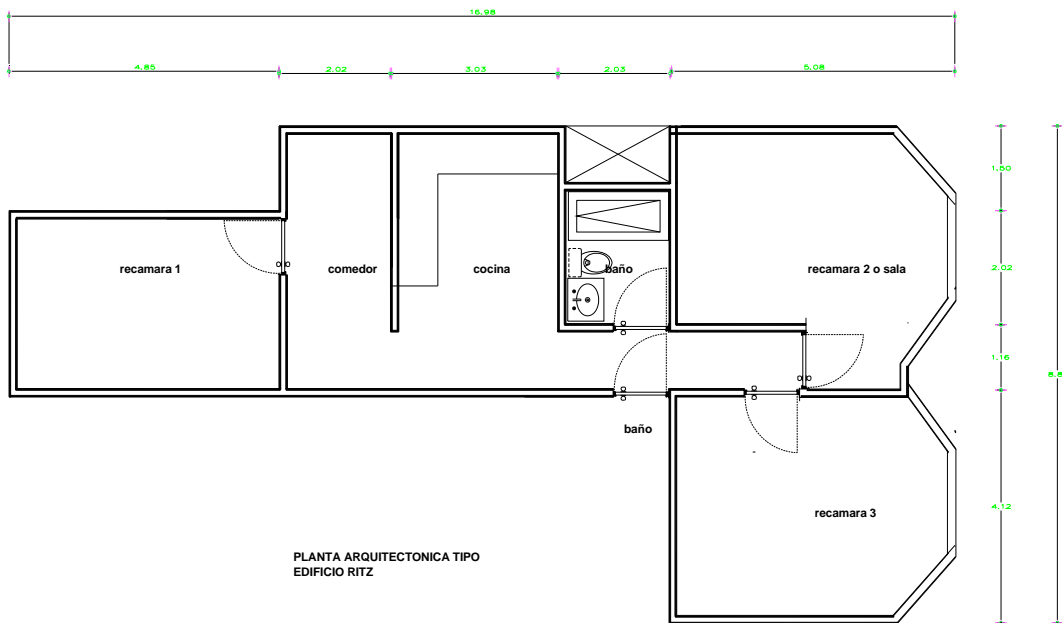 16.98
4.85 2.02 3.03 2.03 5.08
1.50
recamara 1 comedor cocina baño recamara 2 o sala
2.02
1.16
8.8
baño
4.12
recamara 3
PLANTA ARQUITECTONICA TIPO
EDIFICIO RITZ